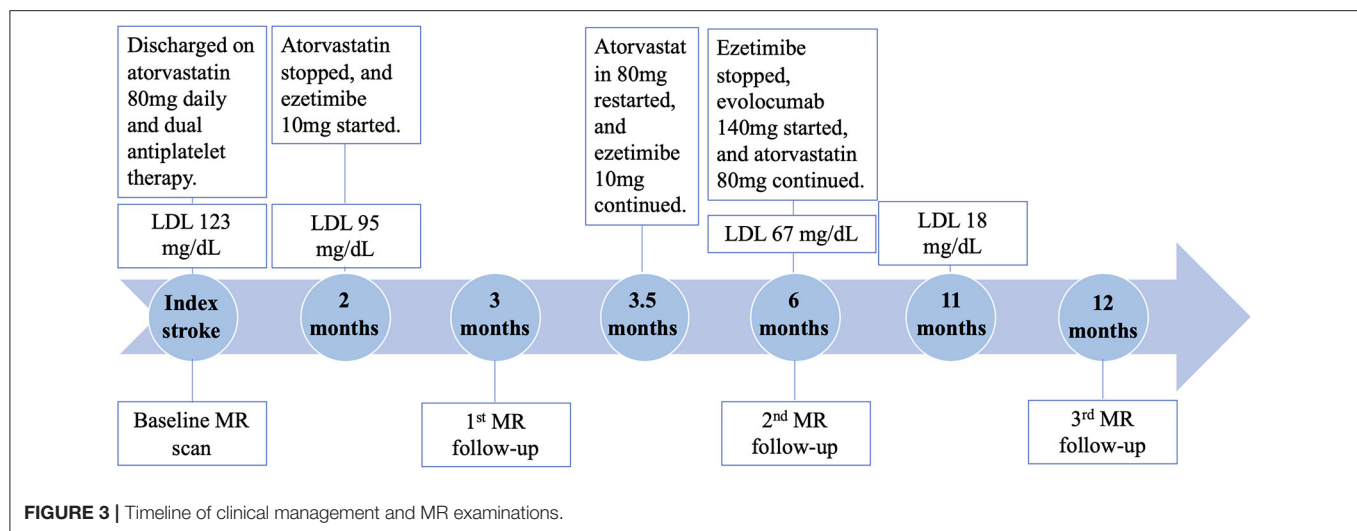 Discharged on
atorvastatin
80mg daily
and dual
antiplatelet
therapy.
Atorvastatin
stopped, and
ezetimibe
10mg started.
Atorvastat
in 80mg
restarted,
and
ezetimibe
10mg
continued.
Ezetimibe
stopped,
evolocumab
140mg started,
and atorvastatin
80mg continued.
LDL 123
mg/dL
LDL 95
mg/dL
LDL 67 mg/dL
LDL 18
mg/dL
Index
stroke
2
months
3
months
3.5
months
6
months
11
months
12
months
Baseline MR
scan
1st MR
follow-up
2nd MR
follow-up
3rd MR
follow-up
FIGURE 3 | Timeline of clinical management and MR examinations.